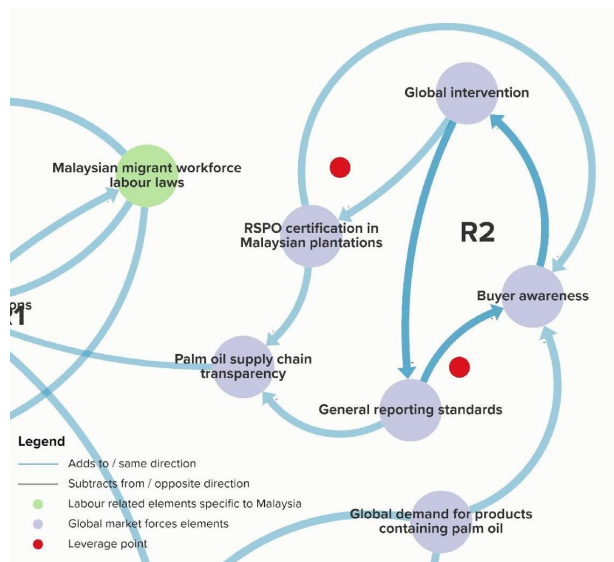 Global intervention
Malaysian migrant workforce
labour laws
RSPO certification in
Malaysian plantations
R2
Buyer awareness
ons
R1
Palm oil supply chain
transparency
General reporting standards
Legend
Adds to / same direction
Subtracts from / opposite direction
Labour related elements specific to Malaysia
Global market forces elements
Leverage point
Global demand for products
containing palm oil